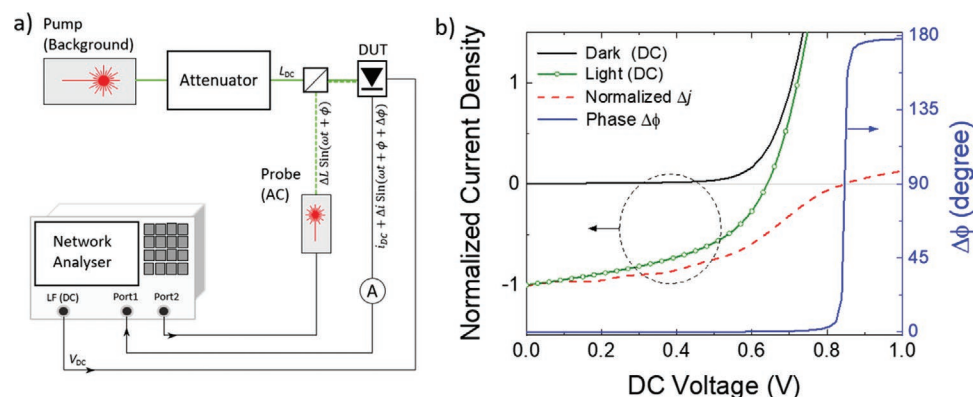 a)
Pump
(Background)
Attenuator
L_DC
DUT
ΔL Sin(ωt + ϕ)
i_DC + Δi Sin(ωt + ϕ + Δϕ)
Probe
(AC)
Network
Analyser
LF (DC)
Port1
Port2
A
V_DC
b)
Dark (DC)
Light (DC)
Normalized Δj
Phase Δϕ
Normalized Current Density
1
0
-1
0.0
0.2
0.4
0.6
0.8
1.0
DC Voltage (V)
180
135
90
45
0
Δϕ (degree)